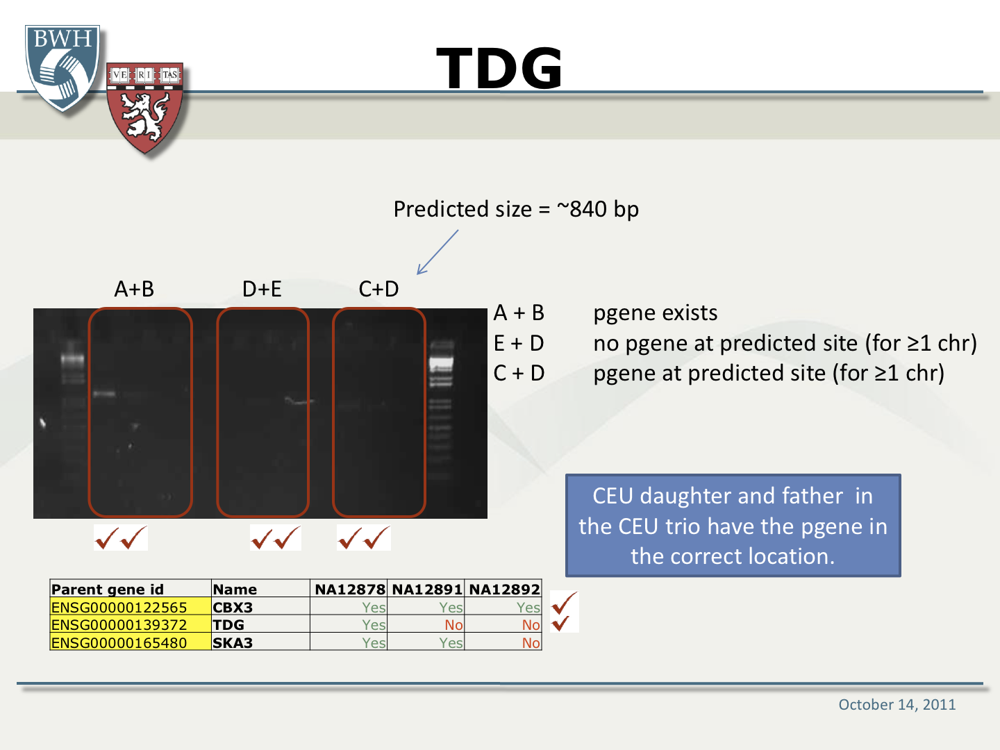 BWH
VE RI TAS
TDG
Predicted size = ~840 bp
A+B D+E C+D
A + B pgene exists
E + D no pgene at predicted site (for ≥1 chr)
C + D pgene at predicted site (for ≥1 chr)
CEU daughter and father in
the CEU trio have the pgene in
the correct location.
Parent gene id Name NA12878 NA12891 NA12892
ENSG00000122565 CBX3 Yes Yes Yes
ENSG00000139372 TDG Yes No No
ENSG00000165480 SKA3 Yes Yes No
October 14, 2011